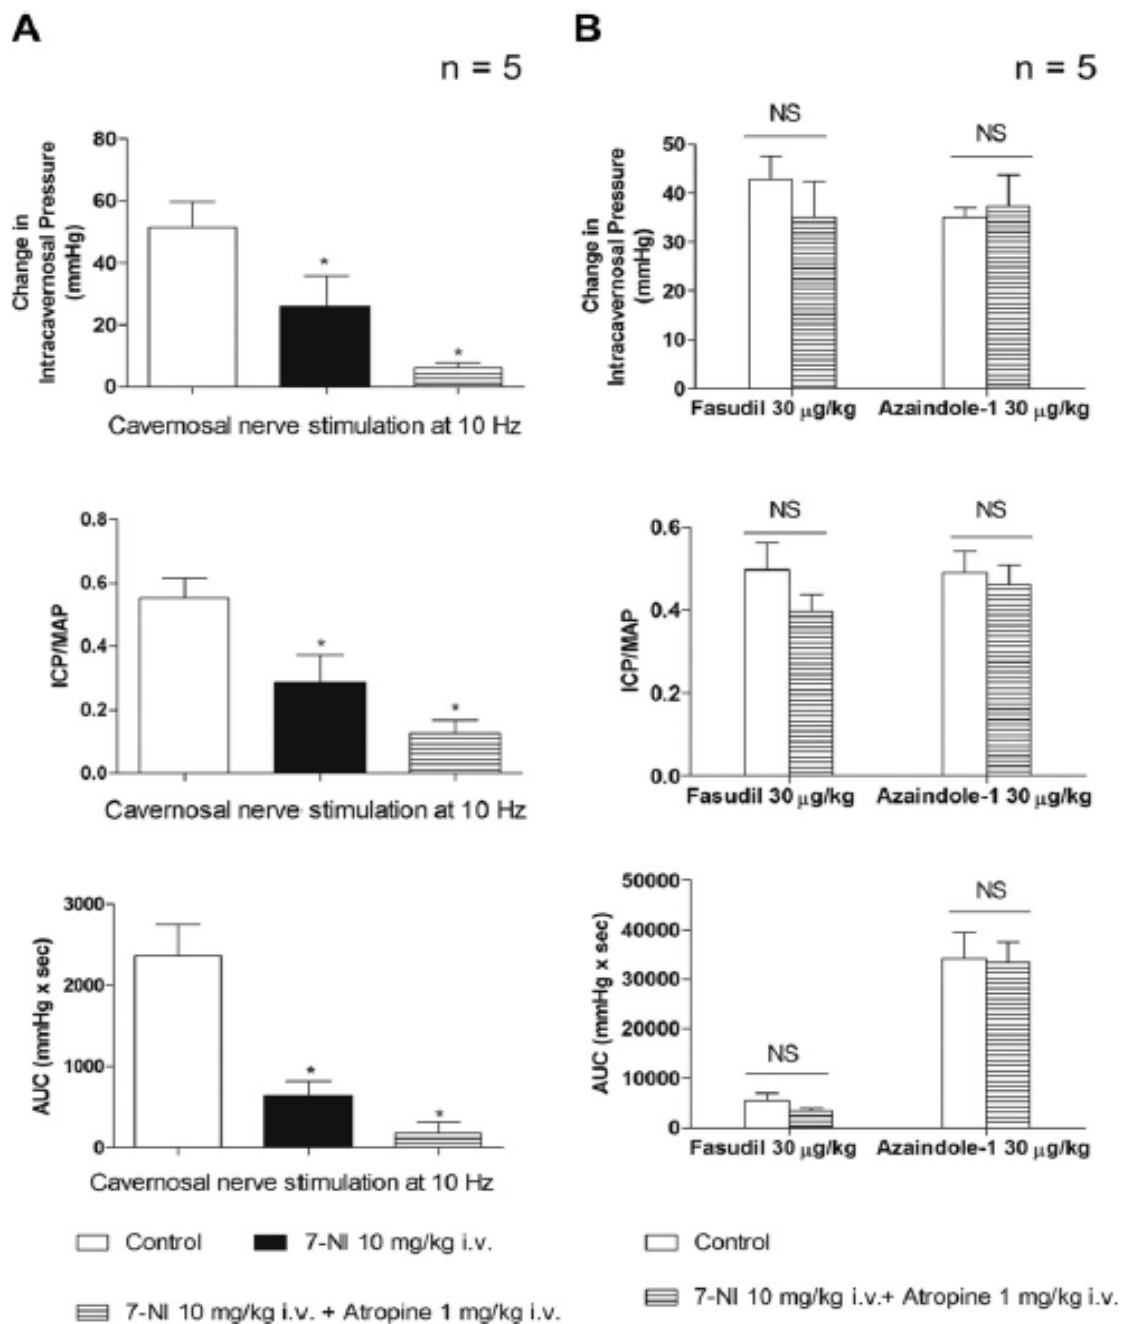 A
B
n = 5
n = 5
Change in
Intracavernosal Pressure
(mmHg)
80
60
40
20
0
*
*
Cavernosal nerve stimulation at 10 Hz
Change in
Intracavernosal Pressure
(mmHg)
50
40
30
20
10
0
NS
NS
Fasudil 30 μg/kg
Azaindole-1 30 μg/kg
ICP/MAP
0.8
0.6
0.4
0.2
0.0
*
*
Cavernosal nerve stimulation at 10 Hz
ICP/MAP
0.6
0.4
0.2
0.0
NS
NS
Fasudil 30 μg/kg
Azaindole-1 30 μg/kg
AUC (mmHg x sec)
3000
2000
1000
0
*
*
Cavernosal nerve stimulation at 10 Hz
AUC (mmHg x sec)
50000
40000
30000
20000
10000
0
NS
NS
Fasudil 30 μg/kg
Azaindole-1 30 μg/kg
Control
7-NI 10 mg/kg i.v.
7-NI 10 mg/kg i.v. + Atropine 1 mg/kg i.v.
Control
7-NI 10 mg/kg i.v.+ Atropine 1 mg/kg i.v.